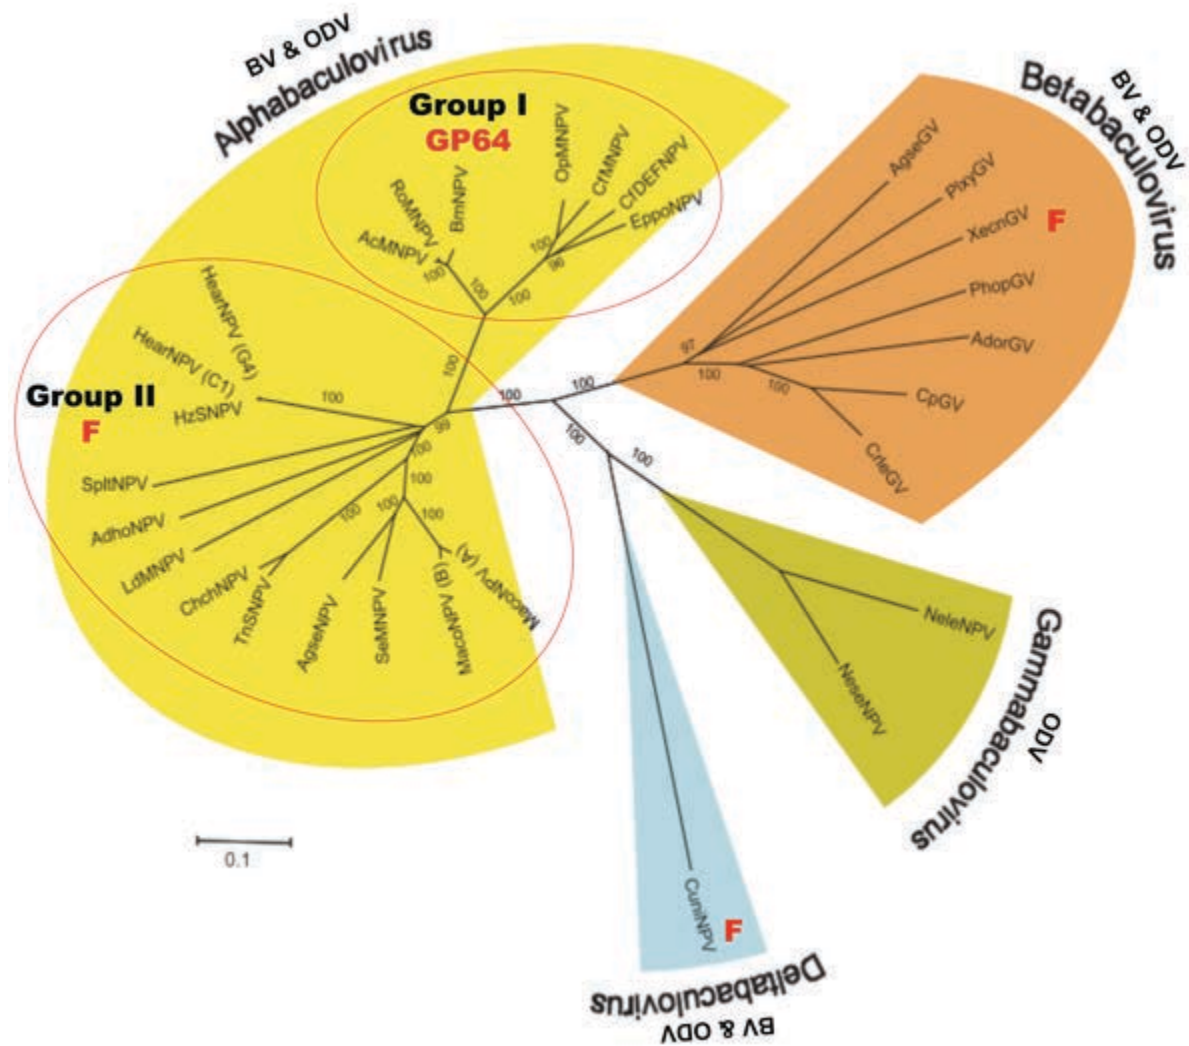 BV & ODV
Alphabaculovirus
Group I
GP64
OpMNPV
CfMNPV
CfDEFNPV
EppoNPV
RoMNPV
BmNPV
AcMNPV
100
96
100
100
100
100
Group II
F
HearNPV (G4)
HearNPV (C1)
HzSNPV
SpltNPV
AdhoNPV
LdMNPV
ChchNPV
TnSNPV
AgseNPV
SeMNPV
MacoNPV (B)
MacoNPV (A)
100
99
100
100
100
100
100
100
100
100
100
BV & ODV
Betabaculovirus
F
AgseGV
PlxyGV
XecnGV
PhopGV
AdorGV
CpGV
CrleGV
97
100
100
Gammabaculovirus
ODV
NeleNPV
NeseNPV
CuniNPV
F
Deltabaculovirus
BV & ODV
0.1